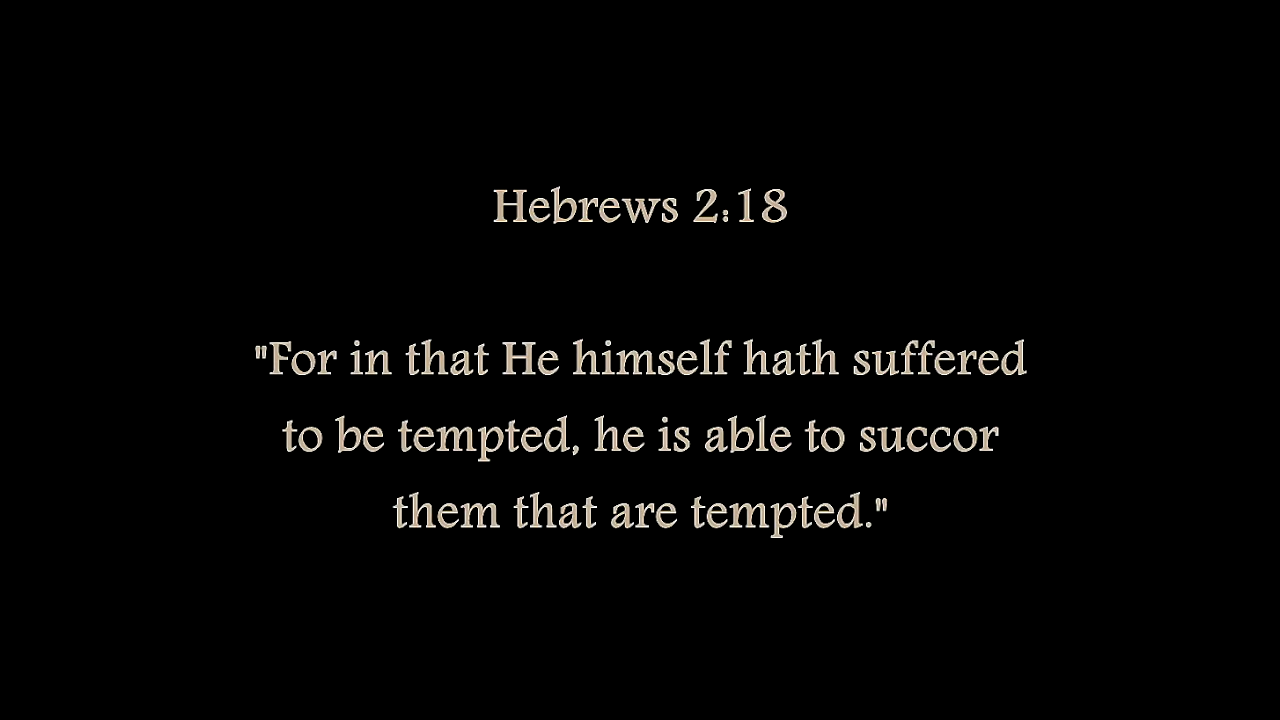 Hebrews 2:18
"For in that He himself hath suffered
to be tempted, he is able to succor
them that are tempted."